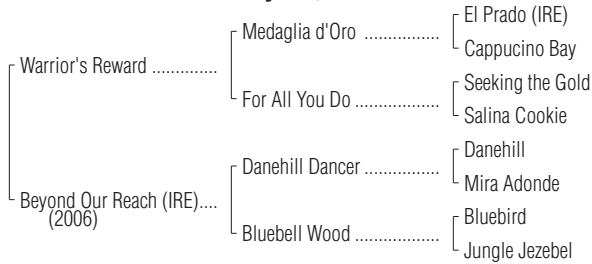 El Prado (IRE)
Medaglia d'Oro ................
Cappucino Bay
Warrior's Reward ..............
Seeking the Gold
For All You Do ..................
Salina Cookie
Danehill
Danehill Dancer ................
Mira Adonde
Beyond Our Reach (IRE)....
(2006)
Bluebird
Bluebell Wood ..................
Jungle Jezebel